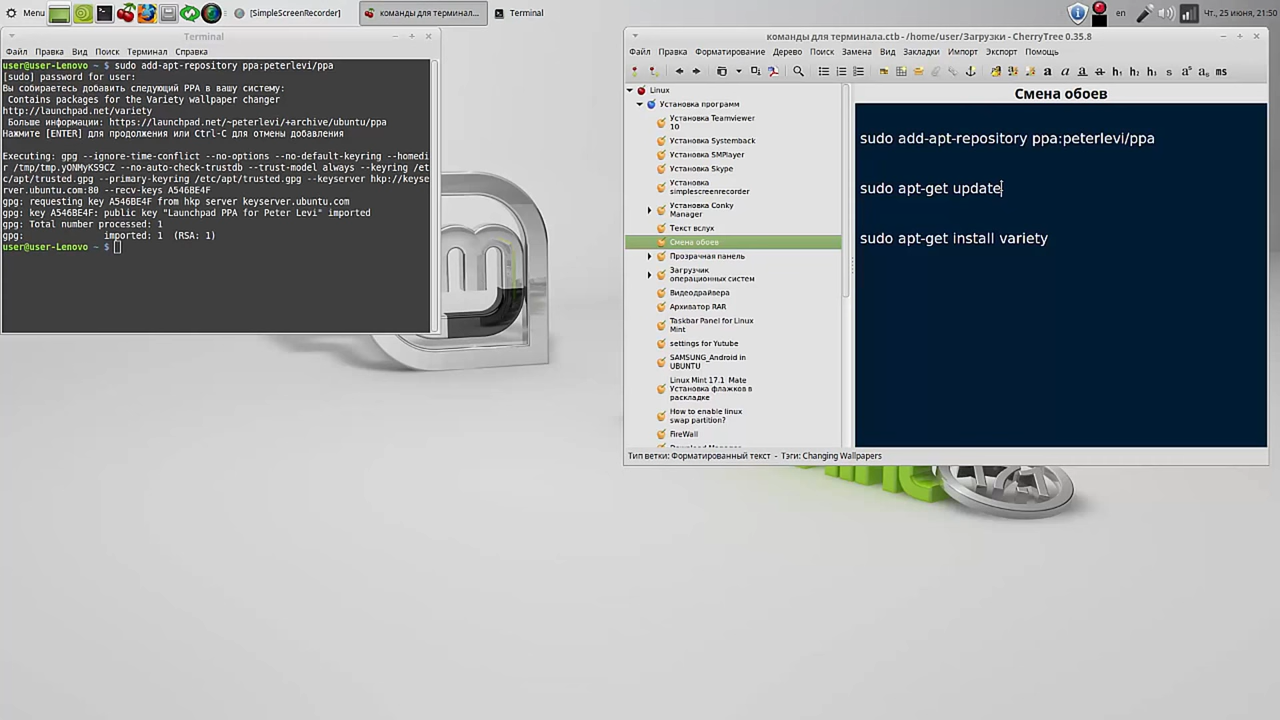 Menu
[SimpleScreenRecorder]
команды для терминал...
Terminal
en
Чт, 25 июня, 21:50
Terminal
Файл Правка Вид Поиск Терминал Справка
user@user-Lenovo ~ $ sudo add-apt-repository ppa:peterlevi/ppa
[sudo] password for user:
Вы собираетесь добавить следующий PPA в вашу систему:
Contains packages for the Variety wallpaper changer
http://launchpad.net/variety
Больше информации: https://launchpad.net/~peterlevi/+archive/ubuntu/ppa
Нажмите [ENTER] для продолжения или Ctrl-C для отмены добавления
Executing: gpg --ignore-time-conflict --no-options --no-default-keyring --homedi
r /tmp/tmp.yONMyKS9CZ --no-auto-check-trustdb --trust-model always --keyring /et
c/apt/trusted.gpg --primary-keyring /etc/apt/trusted.gpg --keyserver hkp://keyse
rver.ubuntu.com:80 --recv-keys A546BE4F
gpg: requesting key A546BE4F from hkp server keyserver.ubuntu.com
gpg: key A546BE4F: public key "Launchpad PPA for Peter Levi" imported
gpg: Total number processed: 1
gpg: imported: 1 (RSA: 1)
user@user-Lenovo ~ $
команды для терминала.ctb - /home/user/Загрузки - CherryTree 0.35.8
Файл Правка Форматирование Дерево Поиск Замена Вид Закладки Импорт Экспорт Помощь
a a a a h1 h2 h3 s aˢ aₛ ms
Linux
Установка программ
Установка Teamviewer
10
Установка Systemback
Установка SMPlayer
Установка Skype
Установка
simplescreenrecorder
Установка Conky
Manager
Текст вслух
Смена обоев
Прозрачная панель
Загрузчик
операционных систем
Видеодрайвера
Архиватор RAR
Taskbar Panel for Linux
Mint
settings for Yutube
SAMSUNG_Android in
UBUNTU
Linux Mint 17.1 Mate
Установка флажков в
раскладке
How to enable linux
swap partition?
FireWall
Смена обоев
sudo add-apt-repository ppa:peterlevi/ppa
sudo apt-get update
sudo apt-get install variety
Тип ветки: Форматированный текст - Тэги: Changing Wallpapers